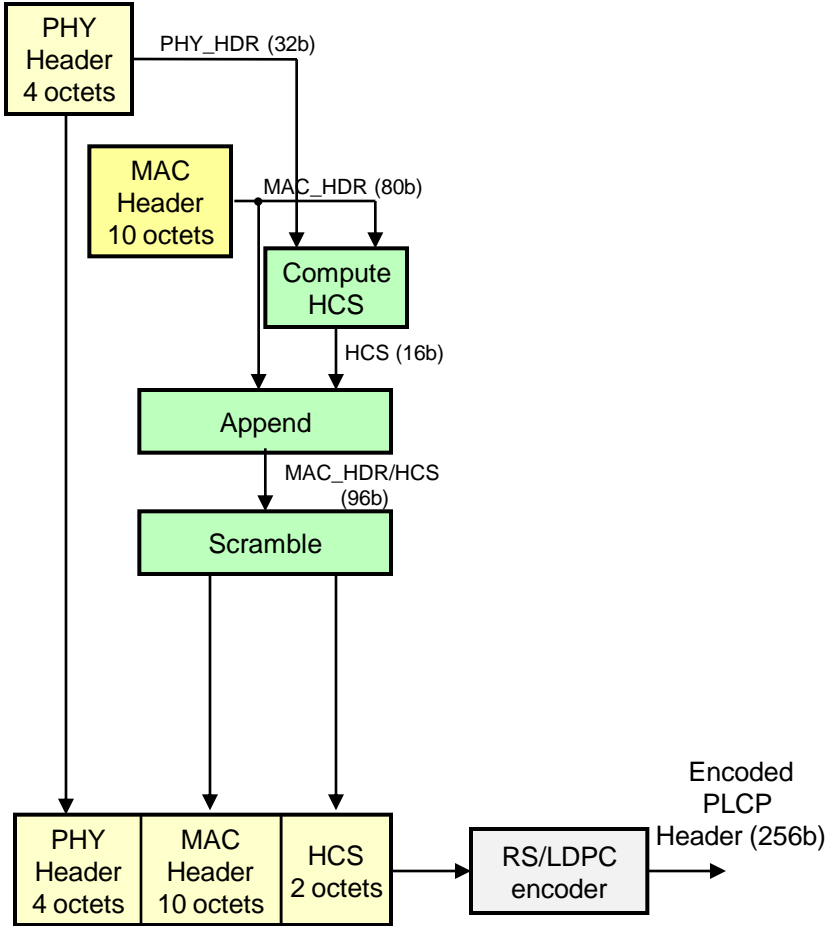 PHY
Header
4 octets
PHY_HDR (32b)
MAC
Header
10 octets
MAC_HDR (80b)
Compute
HCS
HCS (16b)
Append
MAC_HDR/HCS
(96b)
Scramble
Encoded
PLCP
Header (256b)
PHY
Header
4 octets
MAC
Header
10 octets
HCS
2 octets
RS/LDPC
encoder